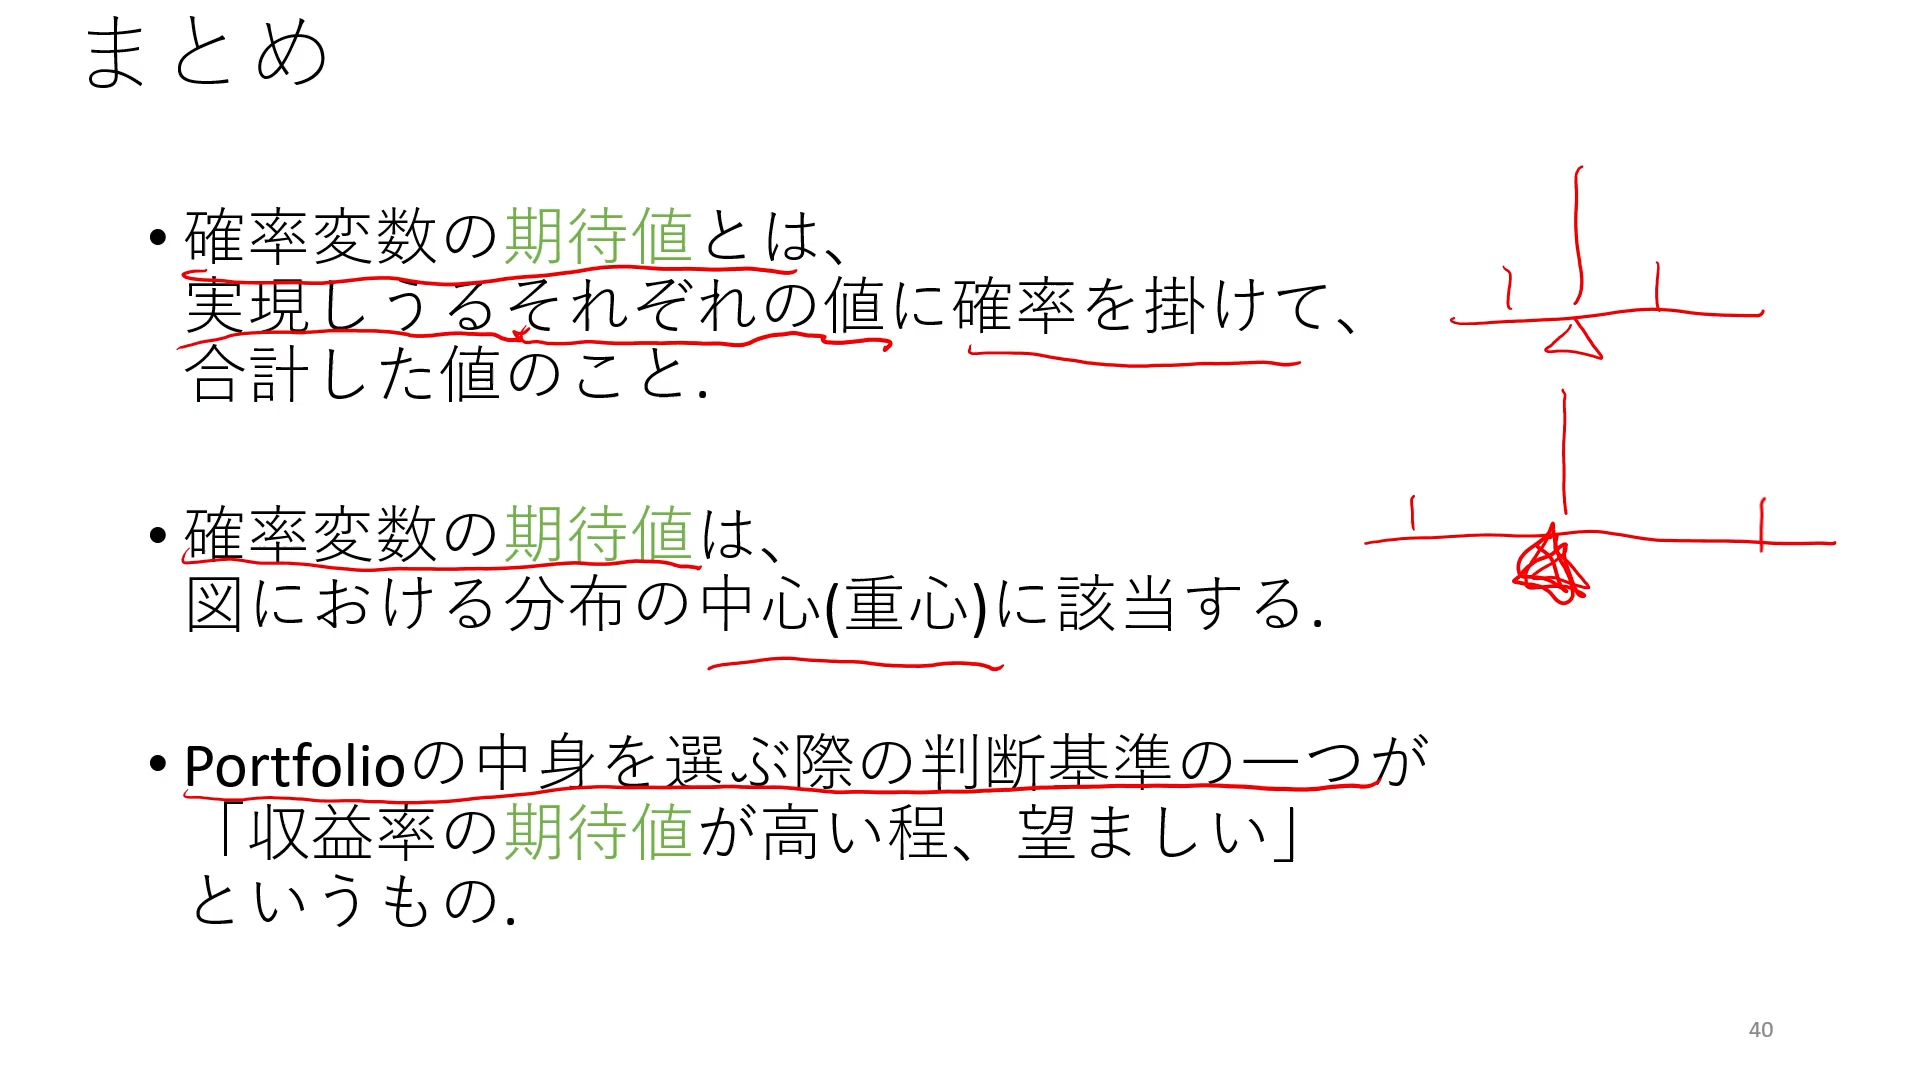 まとめ
• 確率変数の期待値とは、
実現しうるそれぞれの値に確率を掛けて、
合計した値のこと.
• 確率変数の期待値は、
図における分布の中心(重心)に該当する.
• Portfolioの中身を選ぶ際の判断基準の一つが
「収益率の期待値が高い程、望ましい」
というもの.
40